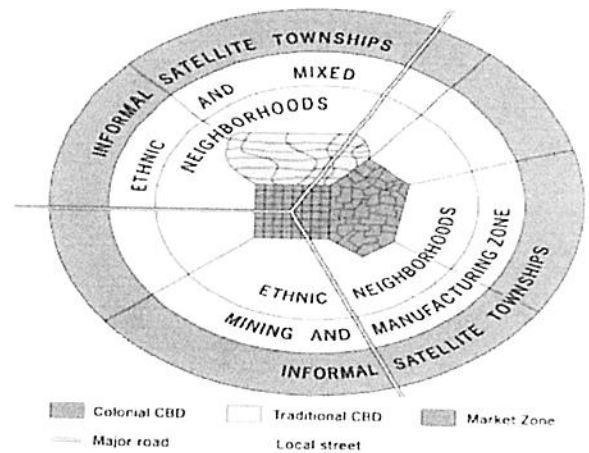 INFORMAL SATELLITE TOWNSHIPS
ETHNIC AND MIXED
NEIGHBORHOODS
ETHNIC NEIGHBORHOODS
MINING AND MANUFACTURING ZONE
INFORMAL SATELLITE TOWNSHIPS
Colonial CBD Traditional CBD Market Zone
Major road Local street